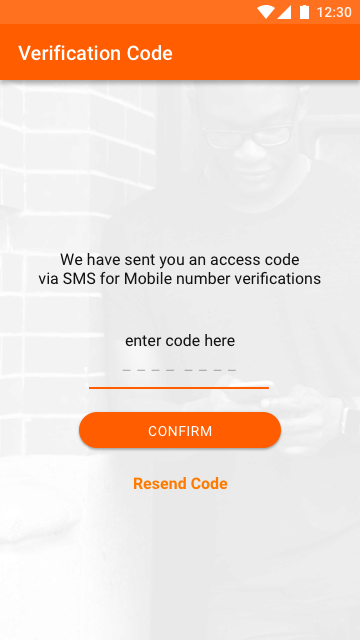 12:30
Verification Code
We have sent you an access code
via SMS for Mobile number verifications
enter code here
_ _ _ _ _ _ _ _
CONFIRM
Resend Code